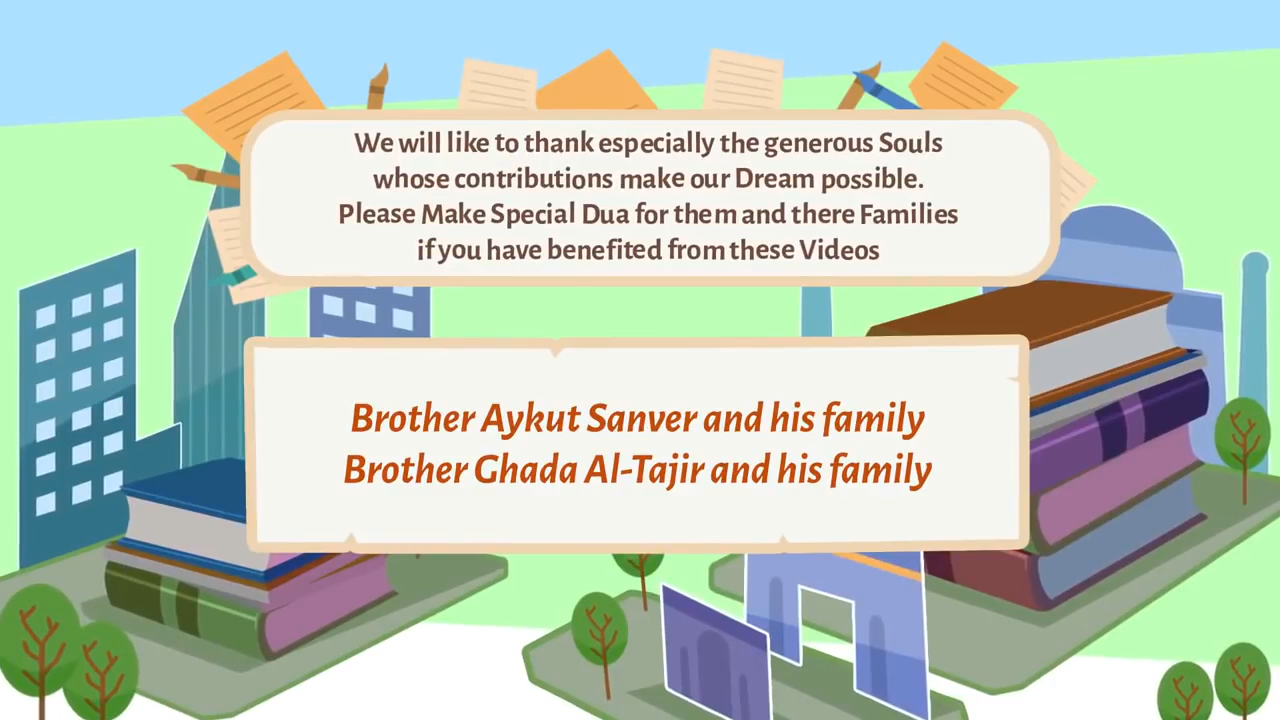 We will like to thank especially the generous Souls
whose contributions make our Dream possible.
Please Make Special Dua for them and there Families
if you have benefited from these Videos
Brother Aykut Sanver and his family
Brother Ghada Al-Tajir and his family